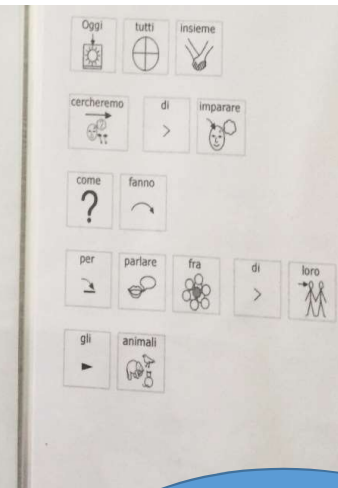 Oggi tutti insieme
cercheremo di imparare
come fanno
per parlare fra di loro
gli animali